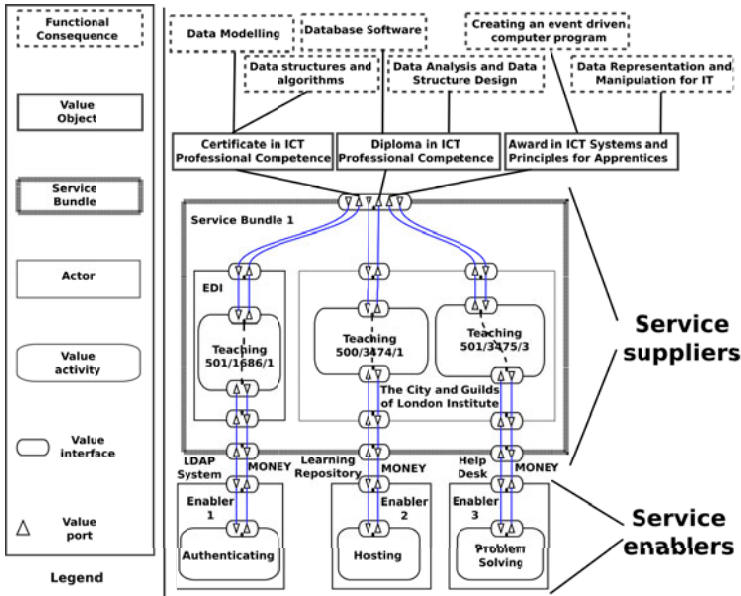 Functional
Consequence
Value
Object
Service
Bundle
Actor
Value
activity
Value
interface
Value
port
Legend
Data Modelling
Database Software
Creating an event driven
computer program
Data structures and
algorithms
Data Analysis and Data
Structure Design
Data Representation and
Manipulation for IT
Certificate in ICT
Professional Competence
Diploma in ICT
Professional Competence
Award in ICT Systems and
Principles for Apprentices
Service Bundle 1
EDI
Teaching
501/1686/1
Teaching
500/3474/1
Teaching
501/3475/3
The City and Guilds
of London Institute
Service
suppliers
LDAP
System
MONEY
Learning
Repository
MONEY
Help
Desk
MONEY
Enabler
1
Enabler
2
Enabler
3
Authenticating
Hosting
Problem
Solving
Service
enablers